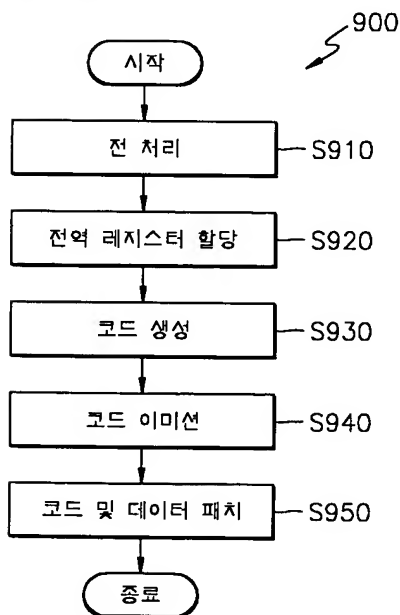 900
시작
전 처리
S910
전역 레지스터 할당
S920
코드 생성
S930
코드 이미션
S940
코드 및 데이터 패치
S950
종료